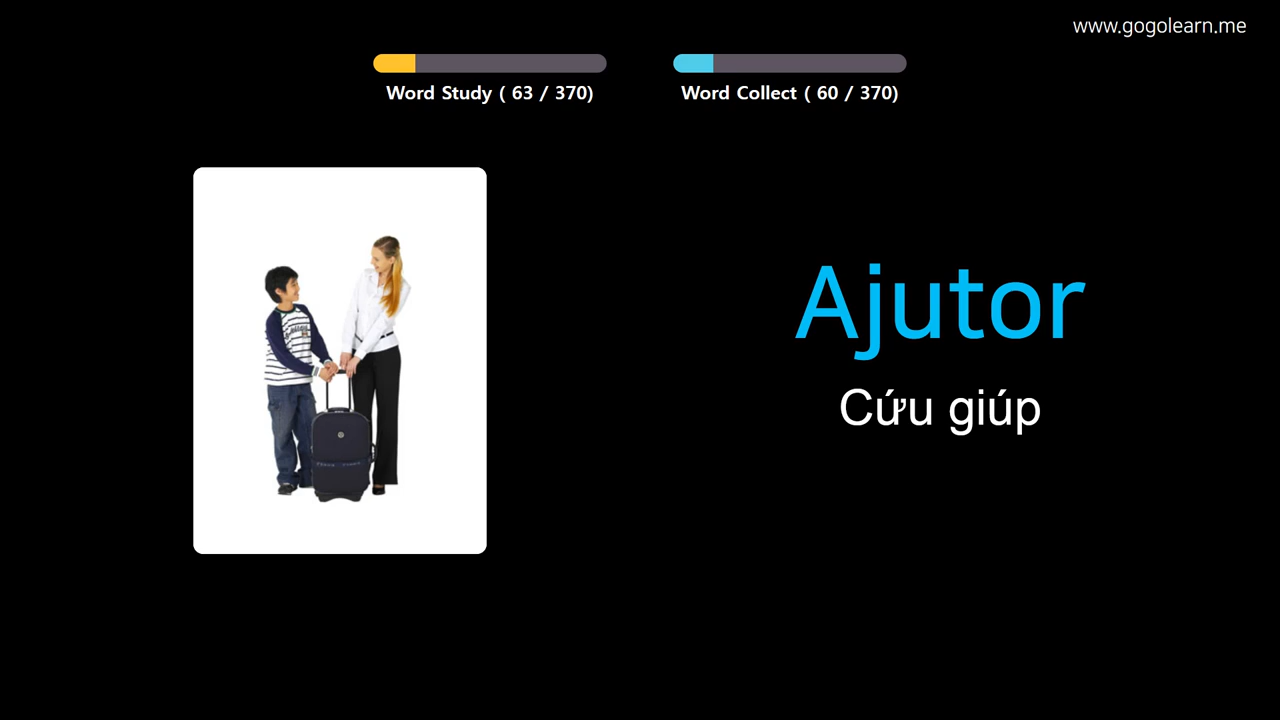 www.gogolearn.me
Word Study ( 63 / 370)
Word Collect ( 60 / 370)
Ajutor
Cứu giúp